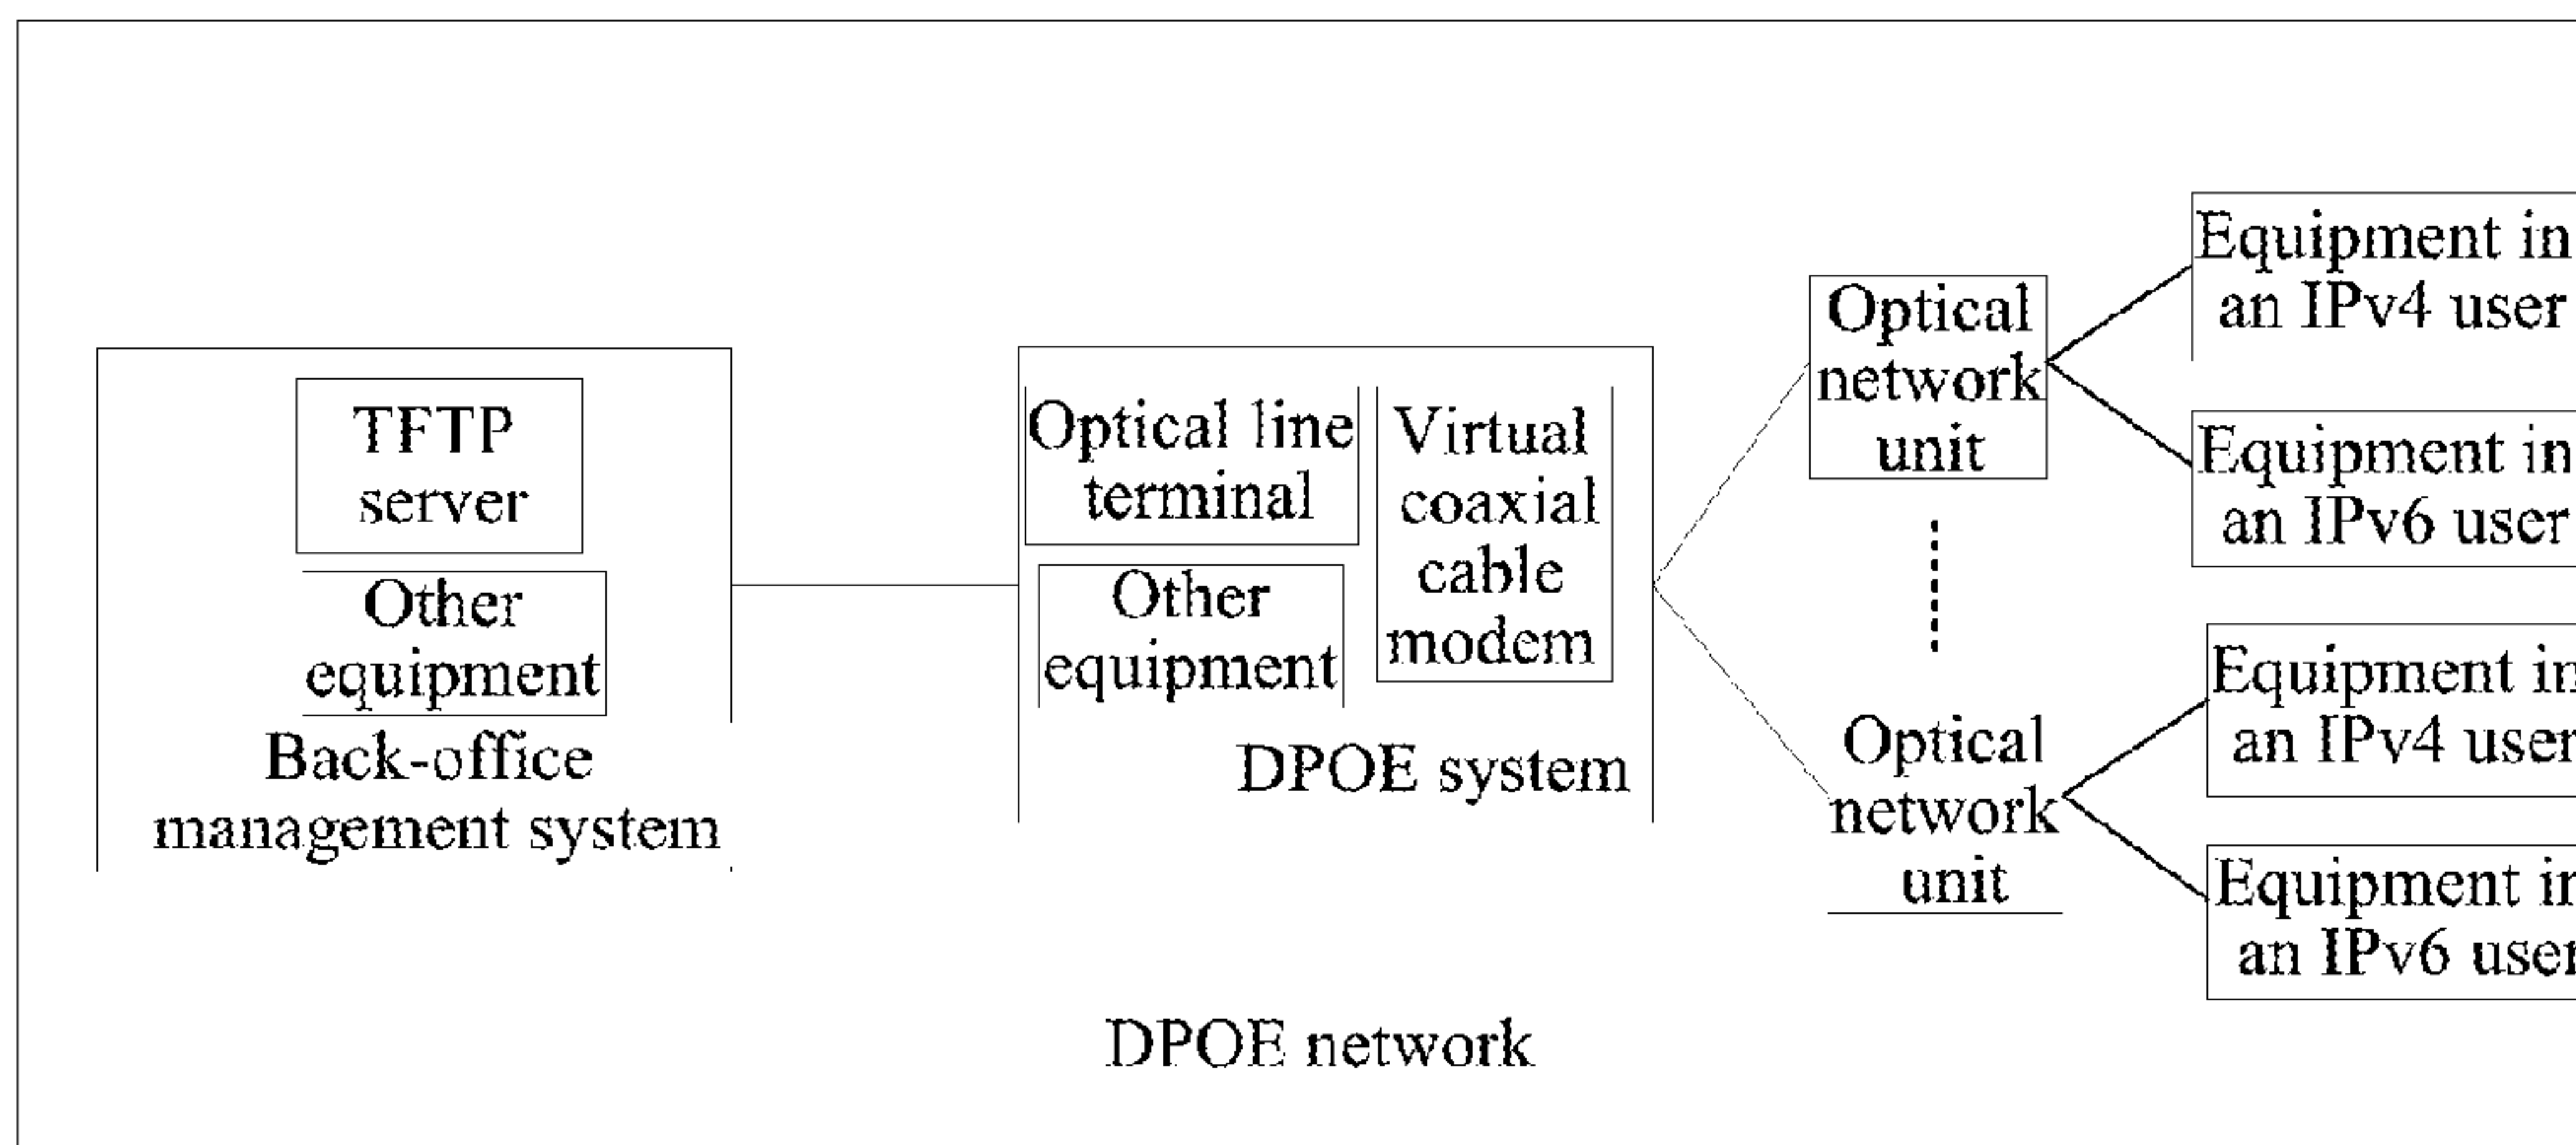 TFTP
server
Other
equipment
Back-office
management system
Optical line
terminal
Other
equipment
Virtual
coaxial
cable
modem
DPOE system
Optical
network
unit
Optical
network
unit
Equipment in
an IPv4 user
Equipment in
an IPv6 user
Equipment in
an IPv4 user
Equipment in
an IPv6 user
DPOE network